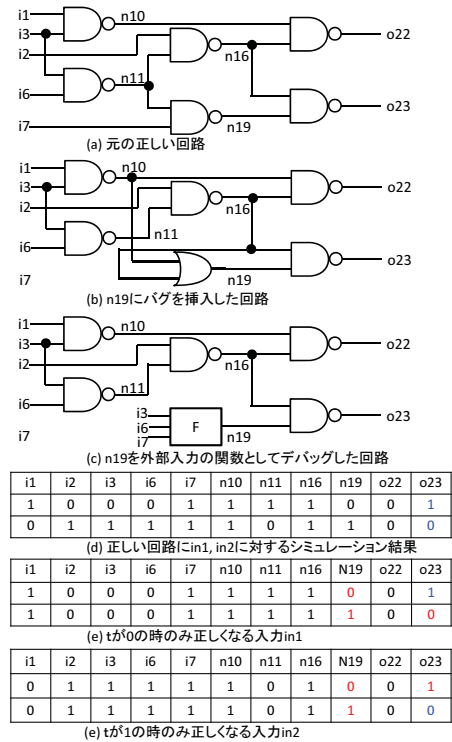 i1
n10
i3
i2
n16
o22
n11
i6
o23
i7
n19
(a) 元の正しい回路
i1
n10
i3
i2
n16
o22
n11
i6
o23
i7
n19
(b) n19にバグを挿入した回路
i1
n10
i3
i2
n16
o22
n11
i6
i3
i6
i7
F
o23
i7
n19
(c) n19を外部入力の関数としてデバッグした回路
i1 i2 i3 i6 i7 n10 n11 n16 n19 o22 o23
1 0 0 0 1 1 1 1 0 0 1
0 1 1 1 1 1 0 1 1 0 0
(d) 正しい回路にin1, in2に対するシミュレーション結果
i1 i2 i3 i6 i7 n10 n11 n16 N19 o22 o23
1 0 0 0 1 1 1 1 0 0 1
1 0 0 0 1 1 1 1 1 0 0
(e) tが0の時のみ正しくなる入力in1
i1 i2 i3 i6 i7 n10 n11 n16 N19 o22 o23
0 1 1 1 1 1 0 1 0 0 1
0 1 1 1 1 1 0 1 1 0 0
(e) tが1の時のみ正しくなる入力in2